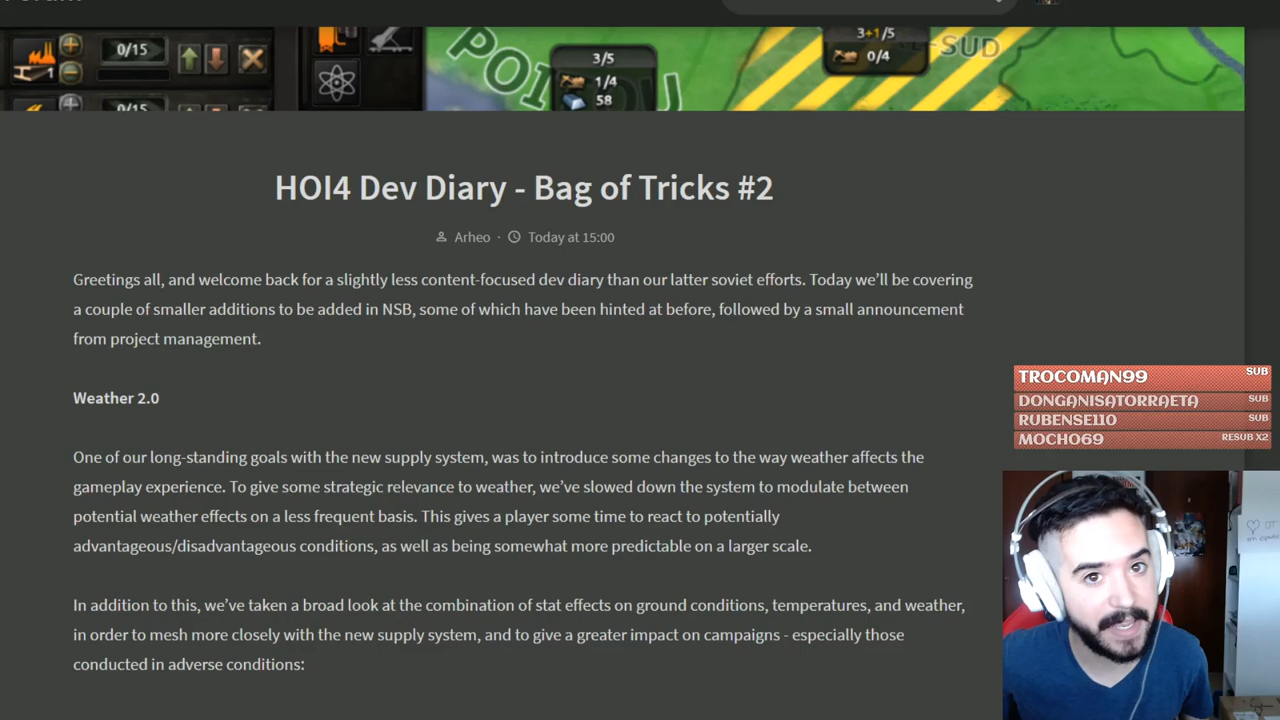 0/15
1
0/15
3/5
1/4
58
3+1/5
0/4
SUD
HOI4 Dev Diary - Bag of Tricks #2
Arheo · Today at 15:00
Greetings all, and welcome back for a slightly less content-focused dev diary than our latter soviet efforts. Today we’ll be covering
a couple of smaller additions to be added in NSB, some of which have been hinted at before, followed by a small announcement
from project management.
Weather 2.0
One of our long-standing goals with the new supply system, was to introduce some changes to the way weather affects the
gameplay experience. To give some strategic relevance to weather, we’ve slowed down the system to modulate between
potential weather effects on a less frequent basis. This gives a player some time to react to potentially
advantageous/disadvantageous conditions, as well as being somewhat more predictable on a larger scale.
In addition to this, we’ve taken a broad look at the combination of stat effects on ground conditions, temperatures, and weather,
in order to mesh more closely with the new supply system, and to give a greater impact on campaigns - especially those
conducted in adverse conditions:
TROCOMAN99 SUB
DONGANISATORRAETA SUB
RUBENSE110 SUB
MOCHO69 RESUB X2